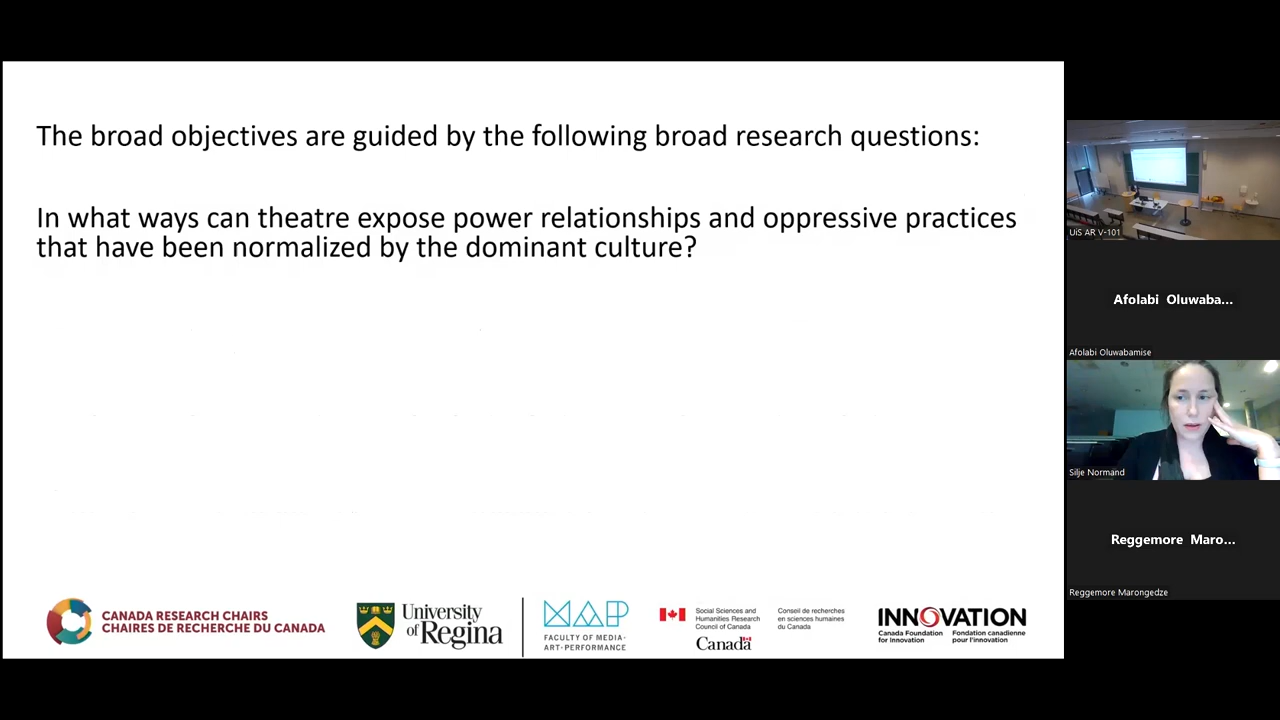 The broad objectives are guided by the following broad research questions:
In what ways can theatre expose power relationships and oppressive practices
that have been normalized by the dominant culture?
CANADA RESEARCH CHAIRS
CHAIRES DE RECHERCHE DU CANADA
University
of Regina
MAP
FACULTY OF MEDIA·
ART·PERFORMANCE
Social Sciences and
Humanities Research
Council of Canada
Conseil de recherches
en sciences humaines
du Canada
Canada
INNOVATION
Canada Foundation
for Innovation
Fondation canadienne
pour l'innovation
UiS AR V-101
Afolabi Oluwaba...
Afolabi Oluwabamise
Silje Normand
Reggemore Maro...
Reggemore Marongedze